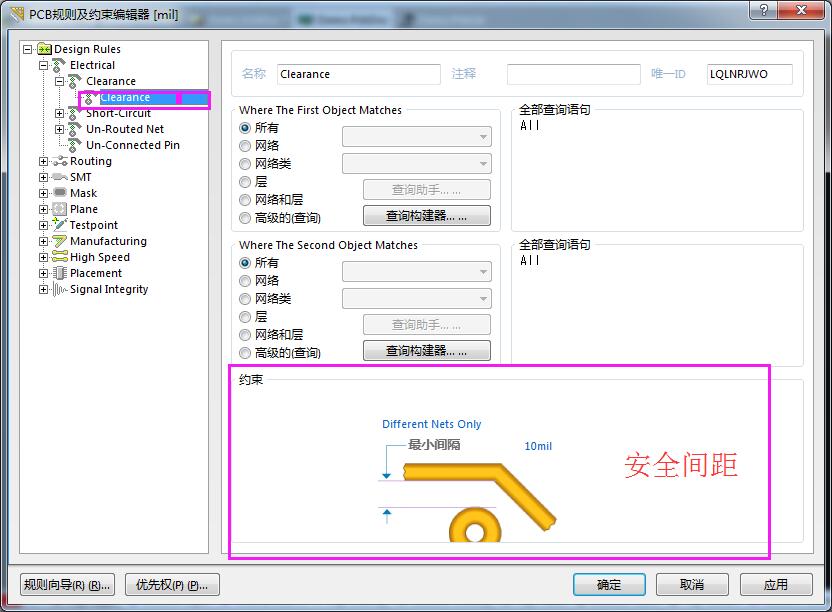 PCB规则及约束编辑器 [mil]
Design Rules
Electrical
Clearance
Clearance
Short-Circuit
Un-Routed Net
Un-Connected Pin
Routing
SMT
Mask
Plane
Testpoint
Manufacturing
High Speed
Placement
Signal Integrity
名称 Clearance 注释 唯一ID LQLNRJWO
Where The First Object Matches
所有
网络
网络类
层
网络和层
高级的(查询)
查询助手... ...
查询构建器... ...
全部查询语句
All
Where The Second Object Matches
所有
网络
网络类
层
网络和层
高级的(查询)
查询助手... ...
查询构建器... ...
全部查询语句
All
约束
Different Nets Only
最小间隔 10mil
安全间距
规则向导(R) (R)... 优先权(P) (P)... 确定 取消 应用